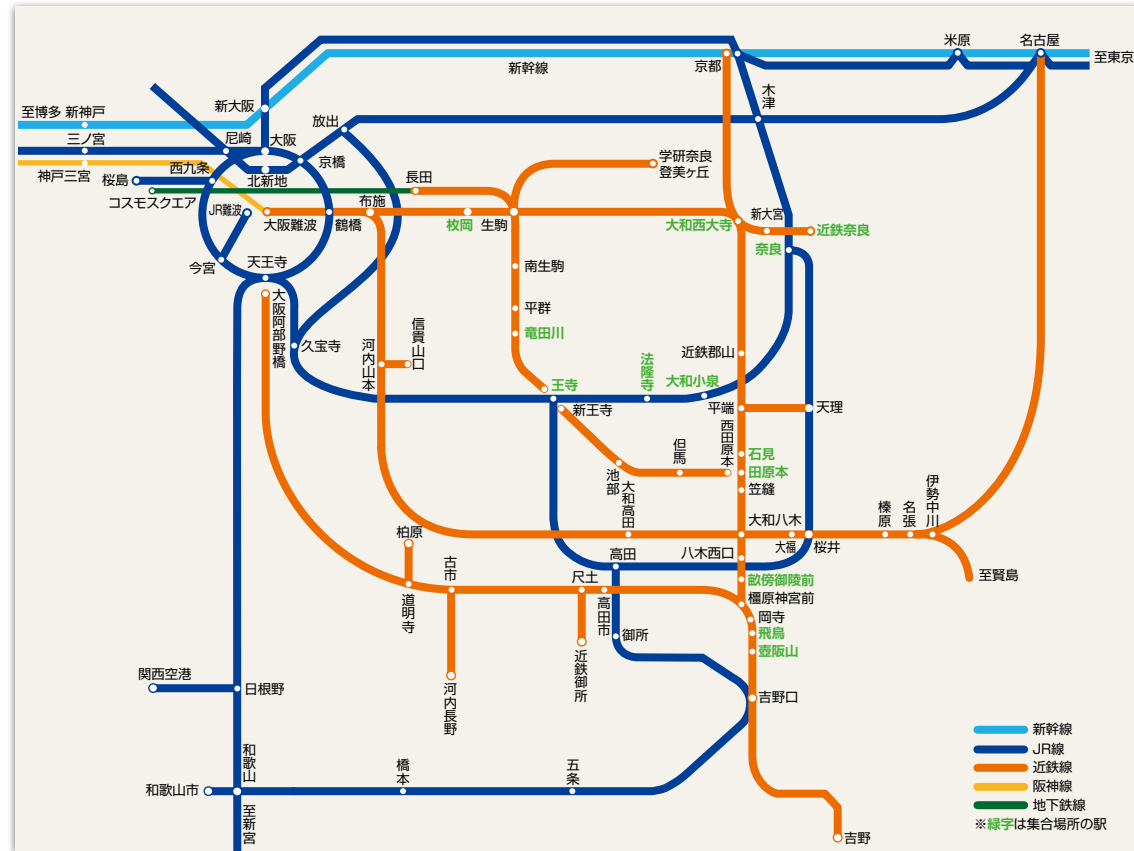 米原
名古屋
京都
新幹線
至東京
木津
新大阪
放出
至博多 新神戸
三ノ宮
尼崎
大阪
京橋
西九条
北新地
神戸三宮
桜島
コスモスクエア
長田
学研奈良
登美ヶ丘
JR難波
大阪難波
鶴橋
布施
枚岡
生駒
大和西大寺
新大宮
近鉄奈良
奈良
今宮
天王寺
南生駒
平群
竜田川
大阪阿部野橋
久宝寺
河内山本
信貴山口
近鉄郡山
法隆寺
大和小泉
王寺
新王寺
平端
天理
西田原本
石見
田原本
笠縫
但馬
池部
大和高田
大和八木
大福
桜井
榛原
名張
伊勢中川
至賢島
柏原
道明寺
古市
高田
八木西口
畝傍御陵前
橿原神宮前
尺土
高田市
岡寺
飛鳥
壺阪山
御所
近鉄御所
河内長野
吉野口
関西空港
日根野
和歌山
和歌山市
至新宮
橋本
五条
吉野
新幹線
JR線
近鉄線
阪神線
地下鉄線
※緑字は集合場所の駅